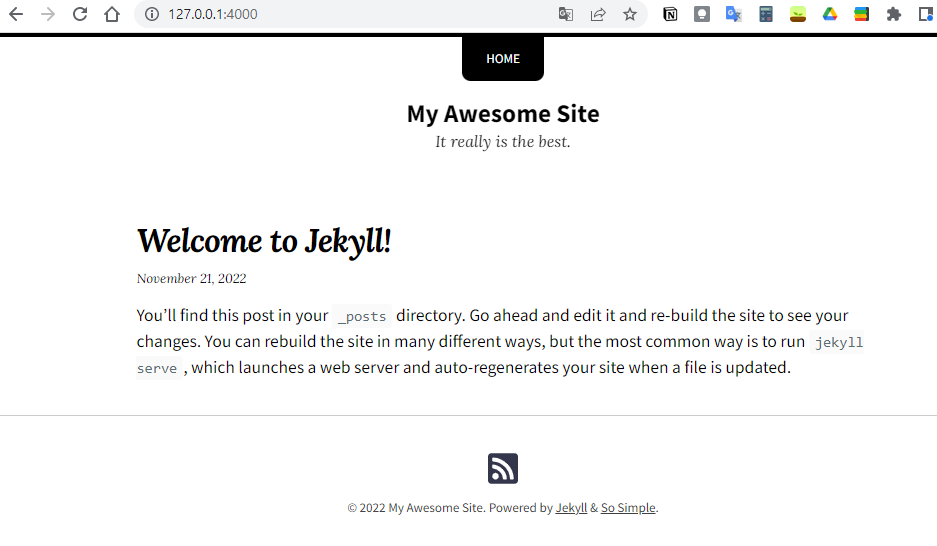 127.0.0.1:4000
HOME
My Awesome Site
It really is the best.
Welcome to Jekyll!
November 21, 2022
You’ll find this post in your _posts directory. Go ahead and edit it and re-build the site to see your
changes. You can rebuild the site in many different ways, but the most common way is to run jekyll
serve , which launches a web server and auto-regenerates your site when a file is updated.
© 2022 My Awesome Site. Powered by Jekyll & So Simple.